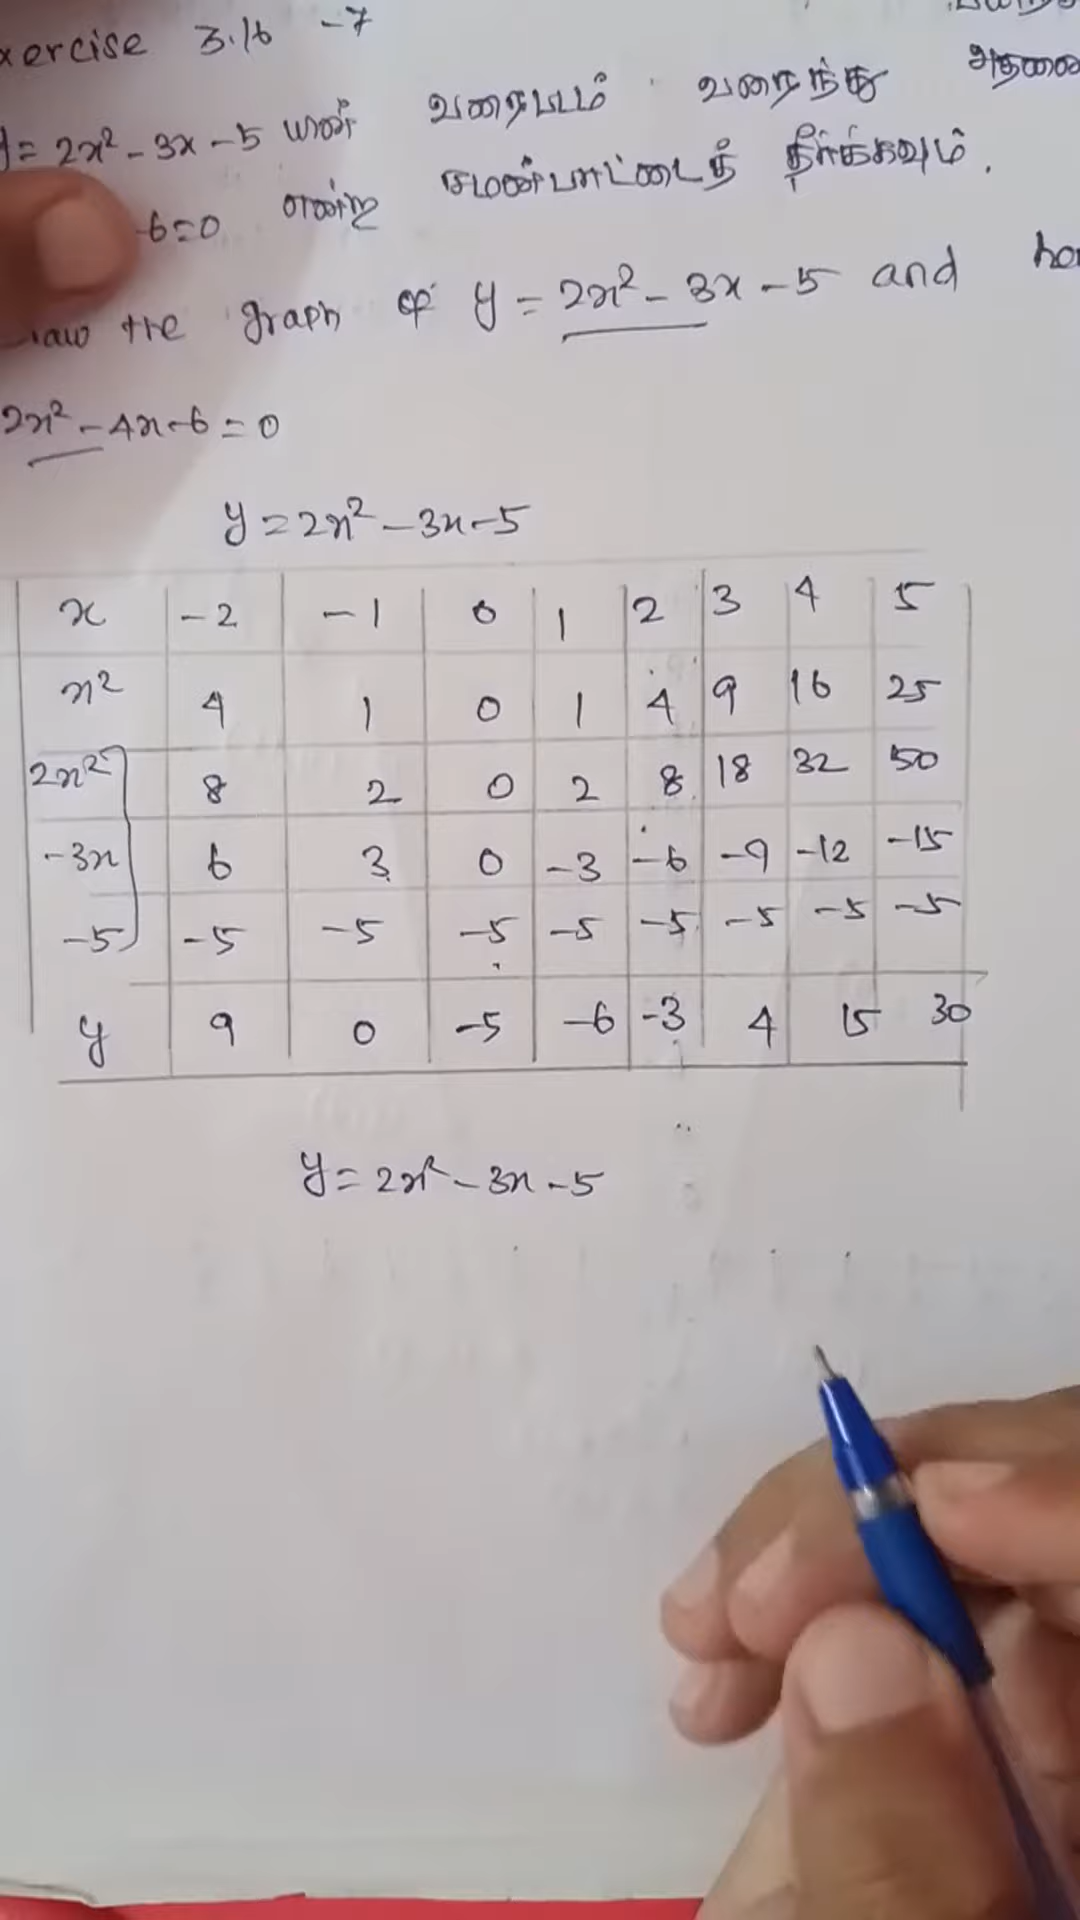 xercise 3.16 -7
y = 2x² - 3x - 5 யின் வரைபடம் வரைந்து
-6=0 என்ற சமன்பாட்டைத் தீர்க்கவும்.
the graph of y = 2x² - 3x - 5 and
2x² - 4x - 6 = 0
y = 2x² - 3x - 5
x -2 -1 0 1 2 3 4 5
x² 4 1 0 1 4 9 16 25
2x² 8 2 0 2 8 18 32 50
-3x 6 3 0 -3 -6 -9 -12 -15
-5 -5 -5 -5 -5 -5 -5 -5 -5
y 9 0 -5 -6 -3 4 15 30
y = 2x² - 3x - 5